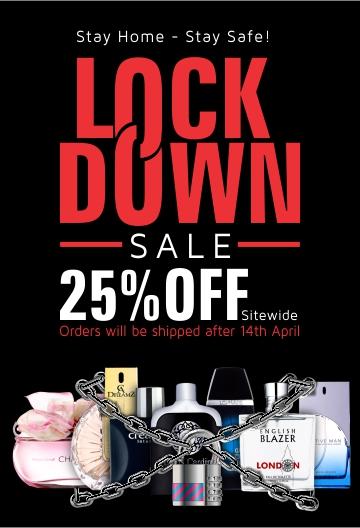 Stay Home - Stay Safe!
LOCK
DOWN
SALE
25%OFF Sitewide
Orders will be shipped after 14th April
DREAMZ
ENGLISH
BLAZER
LONDON